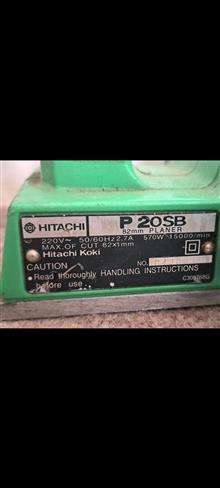 HITACHI P 20SB
82mm PLANER
220V~ 50/60Hz 2.7A 570W 15000/min
MAX. OF CUT 82x1mm
Hitachi Koki
CAUTION NO.
• Read thoroughly HANDLING INSTRUCTIONS
before use.